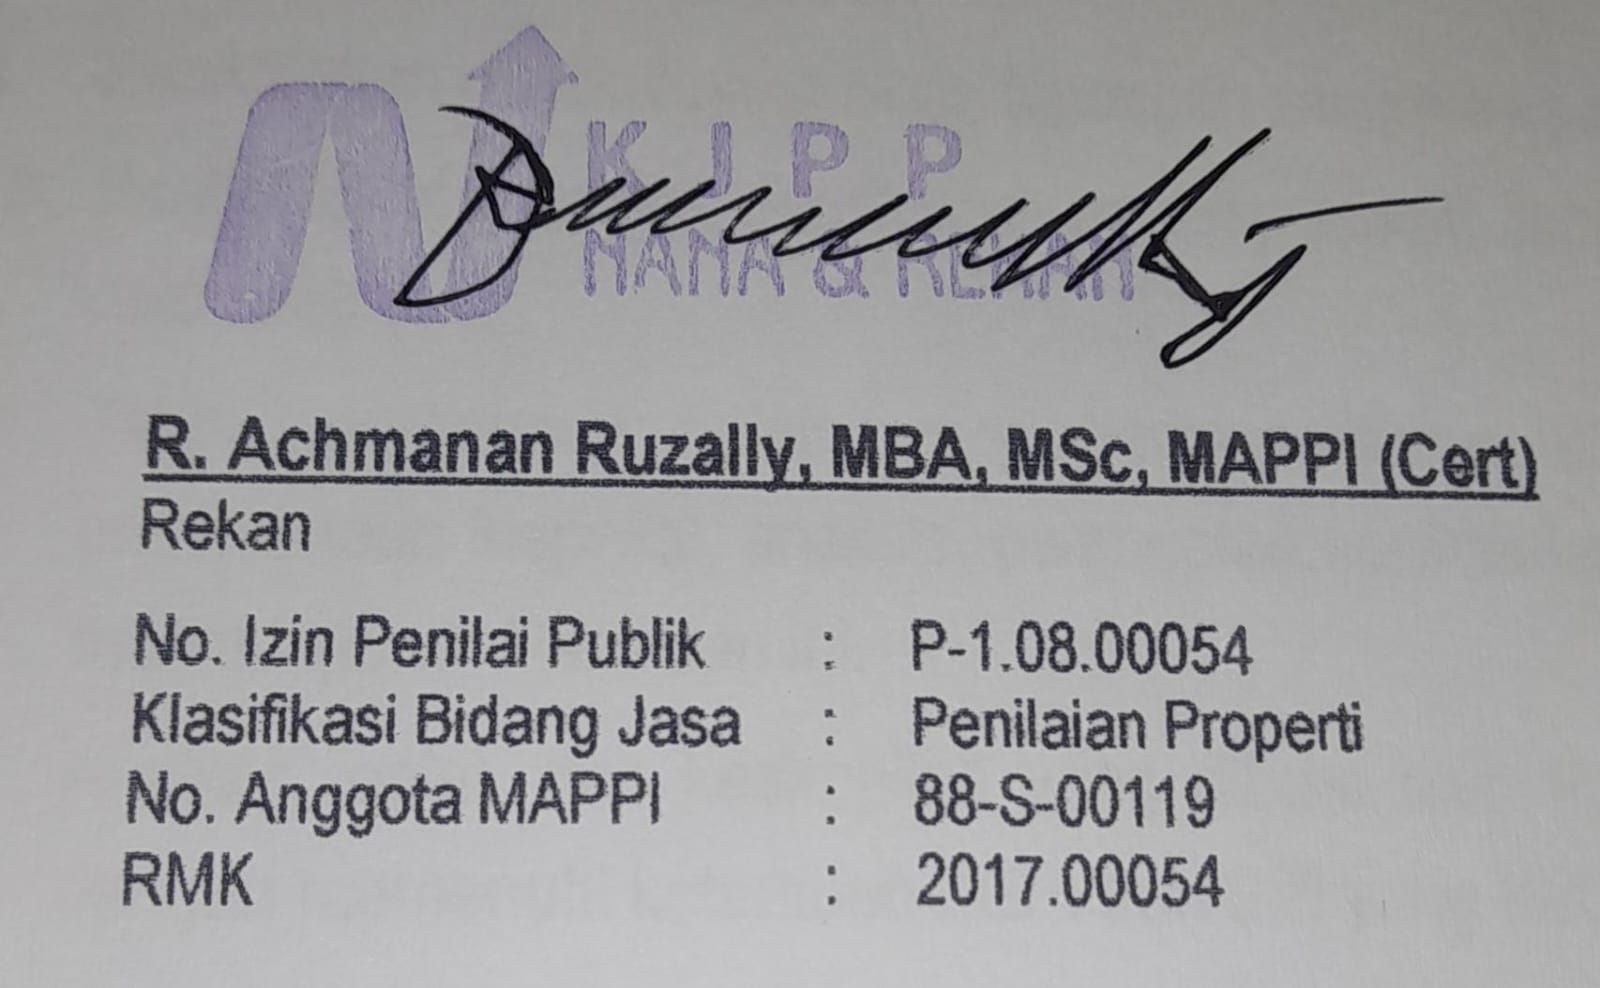 K J P P
NANA & REKAN
R. Achmanan Ruzally, MBA, MSc, MAPPI (Cert)
Rekan
No. Izin Penilai Publik : P-1.08.00054
Klasifikasi Bidang Jasa : Penilaian Properti
No. Anggota MAPPI : 88-S-00119
RMK : 2017.00054